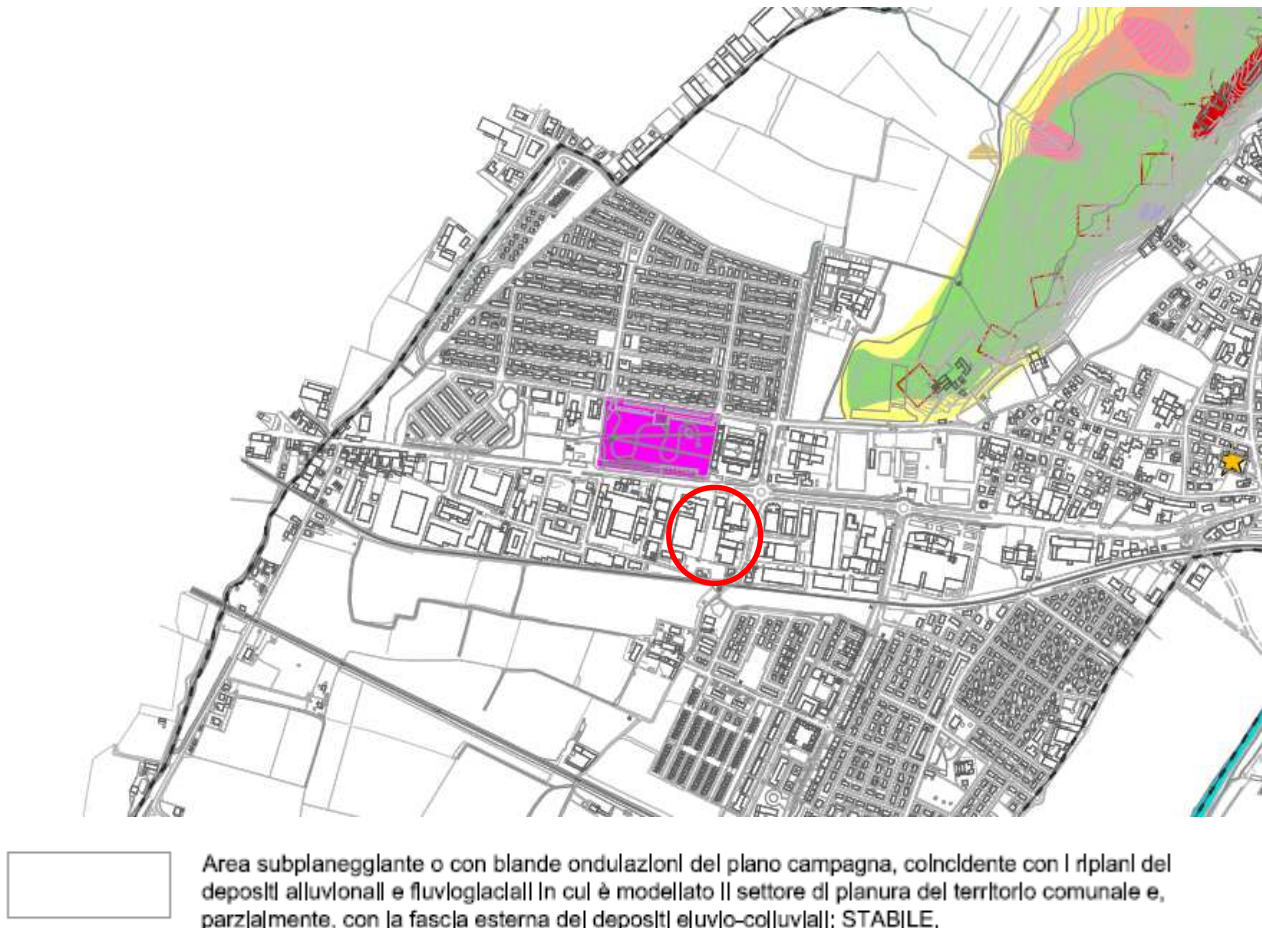 Area subplaneggiante o con blande ondulazioni del piano campagna, coincidente con i ripiani dei
depositi alluvionali e fluvioglaciali in cui è modellato il settore di pianura del territorio comunale e,
parzialmente, con la fascia esterna dei depositi eluvio-colluviali: STABILE.